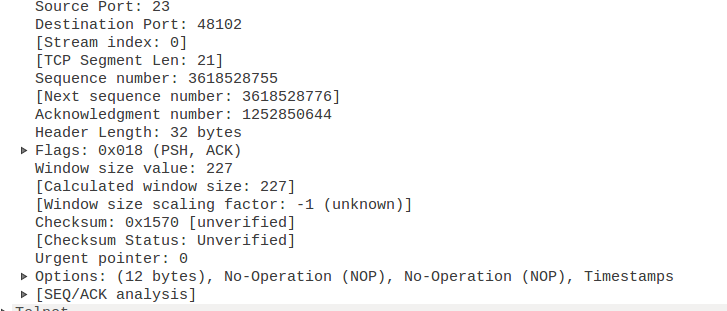 Source Port: 23
Destination Port: 48102
[Stream index: 0]
[TCP Segment Len: 21]
Sequence number: 3618528755
[Next sequence number: 3618528776]
Acknowledgment number: 1252850644
Header Length: 32 bytes
Flags: 0x018 (PSH, ACK)
Window size value: 227
[Calculated window size: 227]
[Window size scaling factor: -1 (unknown)]
Checksum: 0x1570 [unverified]
[Checksum Status: Unverified]
Urgent pointer: 0
Options: (12 bytes), No-Operation (NOP), No-Operation (NOP), Timestamps
[SEQ/ACK analysis]
Telnet